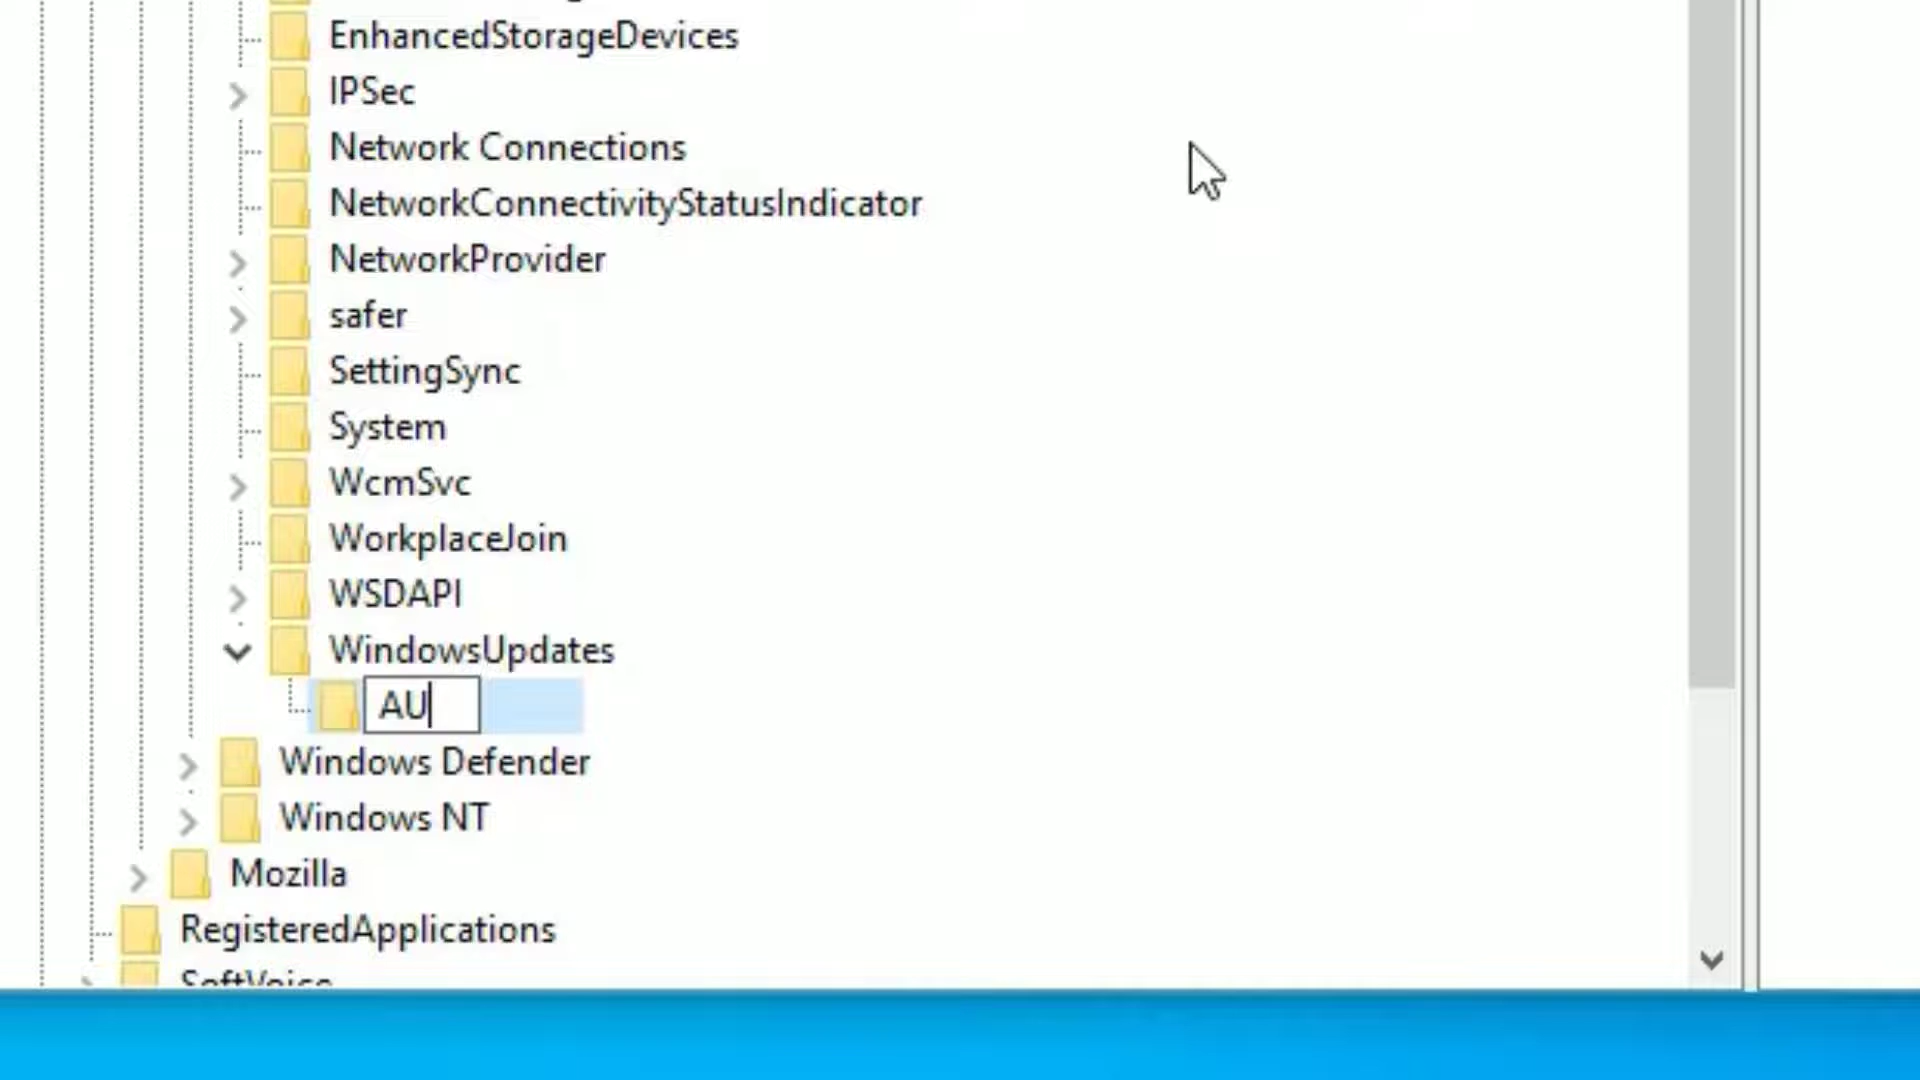 EnhancedStorageDevices
IPSec
Network Connections
NetworkConnectivityStatusIndicator
NetworkProvider
safer
SettingSync
System
WcmSvc
WorkplaceJoin
WSDAPI
WindowsUpdates
AU
Windows Defender
Windows NT
Mozilla
RegisteredApplications
SoftVoice